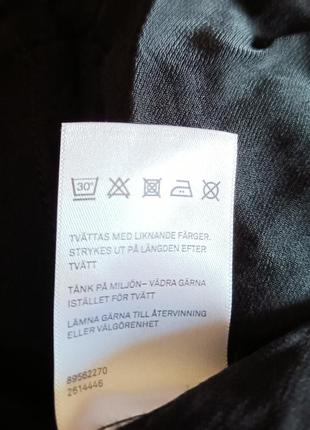 30°
TVÄTTAS MED LIKNANDE FÄRGER.
STRYKES UT PÅ LÄNGDEN EFTER
TVÄTT
TÄNK PÅ MILJÖN– VÄDRA GÄRNA
ISTÄLLET FÖR TVÄTT
LÄMNA GÄRNA TILL ÅTERVINNING
ELLER VÄLGÖRENHET
89562270
2614446